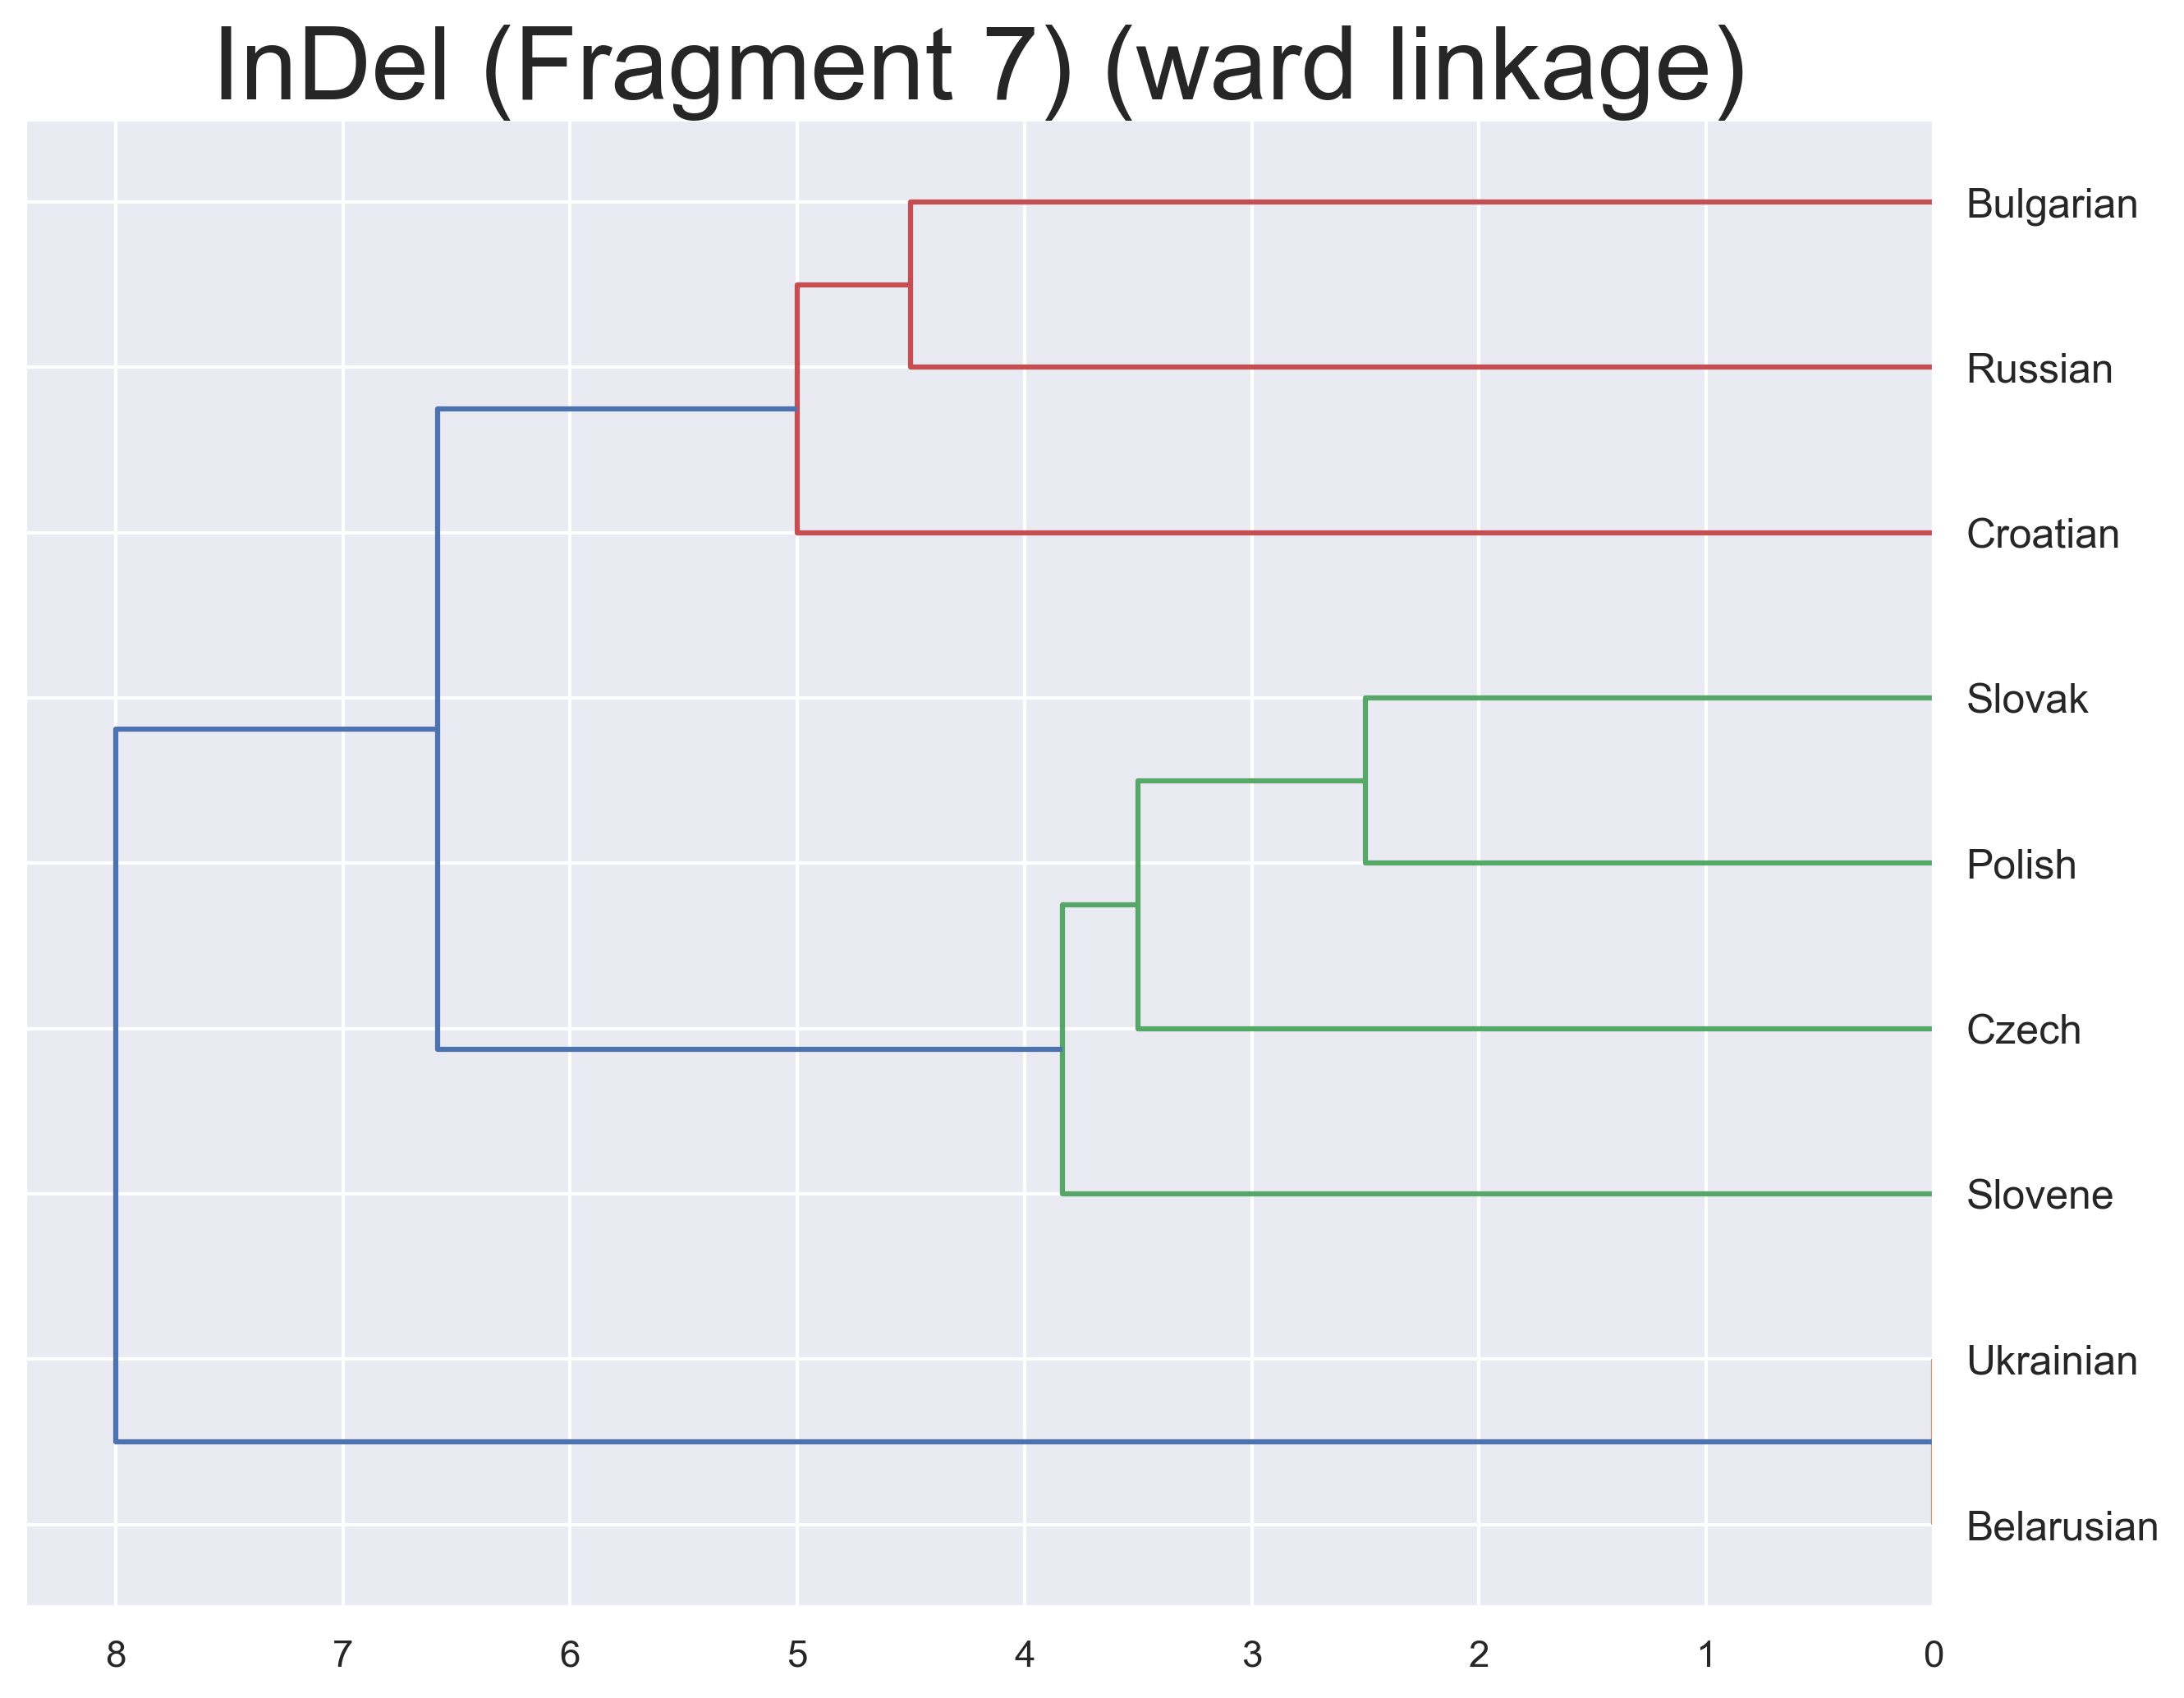 InDel (Fragment 7) (ward linkage)
Bulgarian
Russian
Croatian
Slovak
Polish
Czech
Slovene
Ukrainian
Belarusian
8 7 6 5 4 3 2 1 0